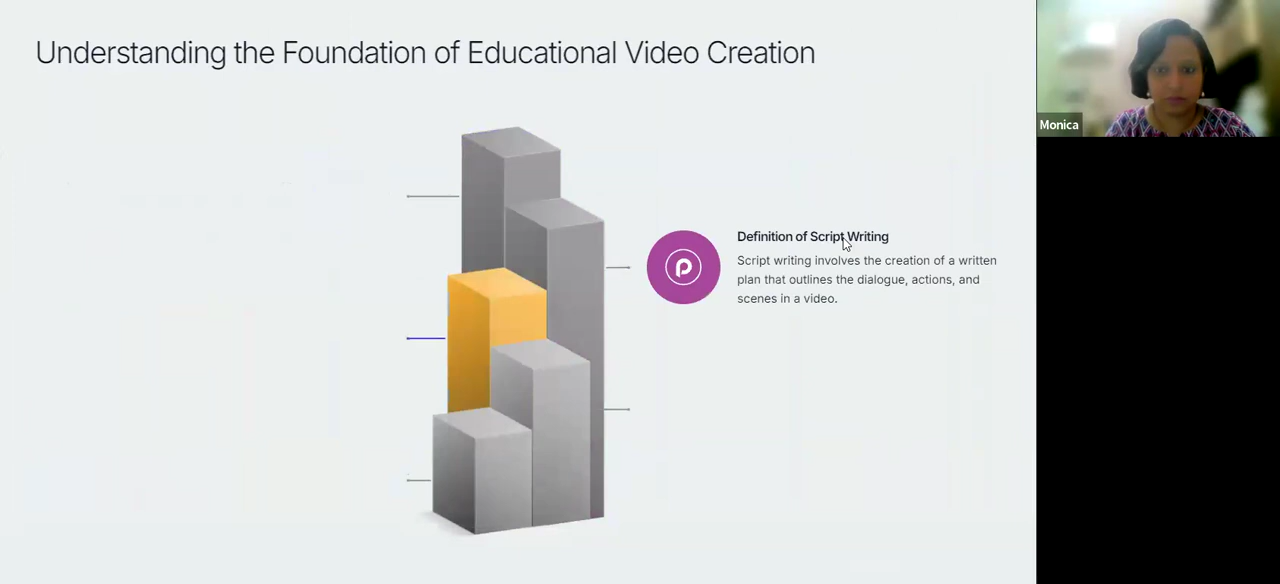 Understanding the Foundation of Educational Video Creation
Monica
Definition of Script Writing
Script writing involves the creation of a written
plan that outlines the dialogue, actions, and
scenes in a video.